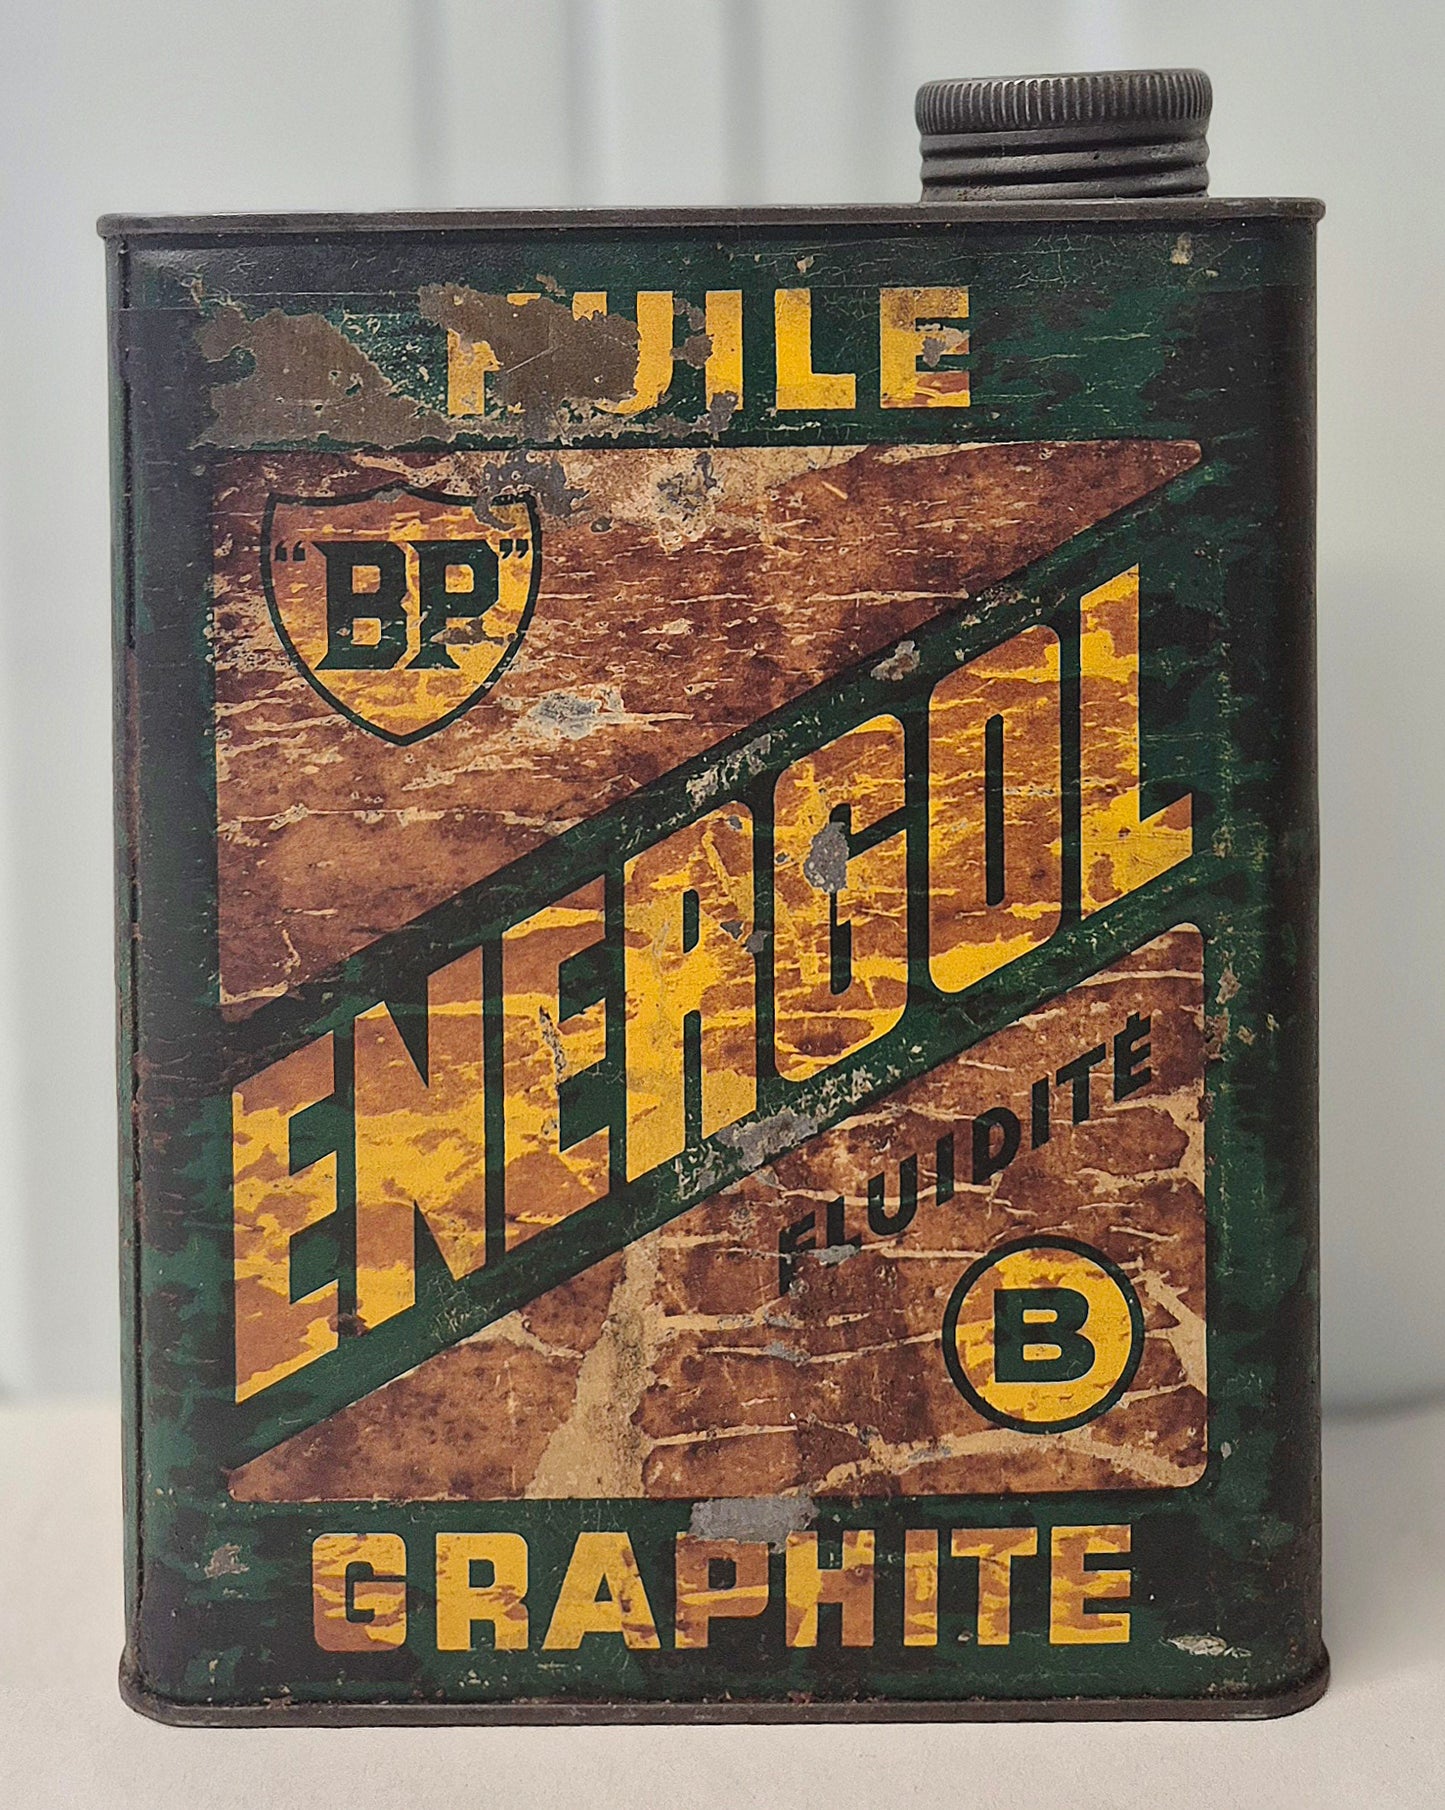 HUILE
"BP"
ENERGOL
FLUIDITÉ
B
GRAPHITE